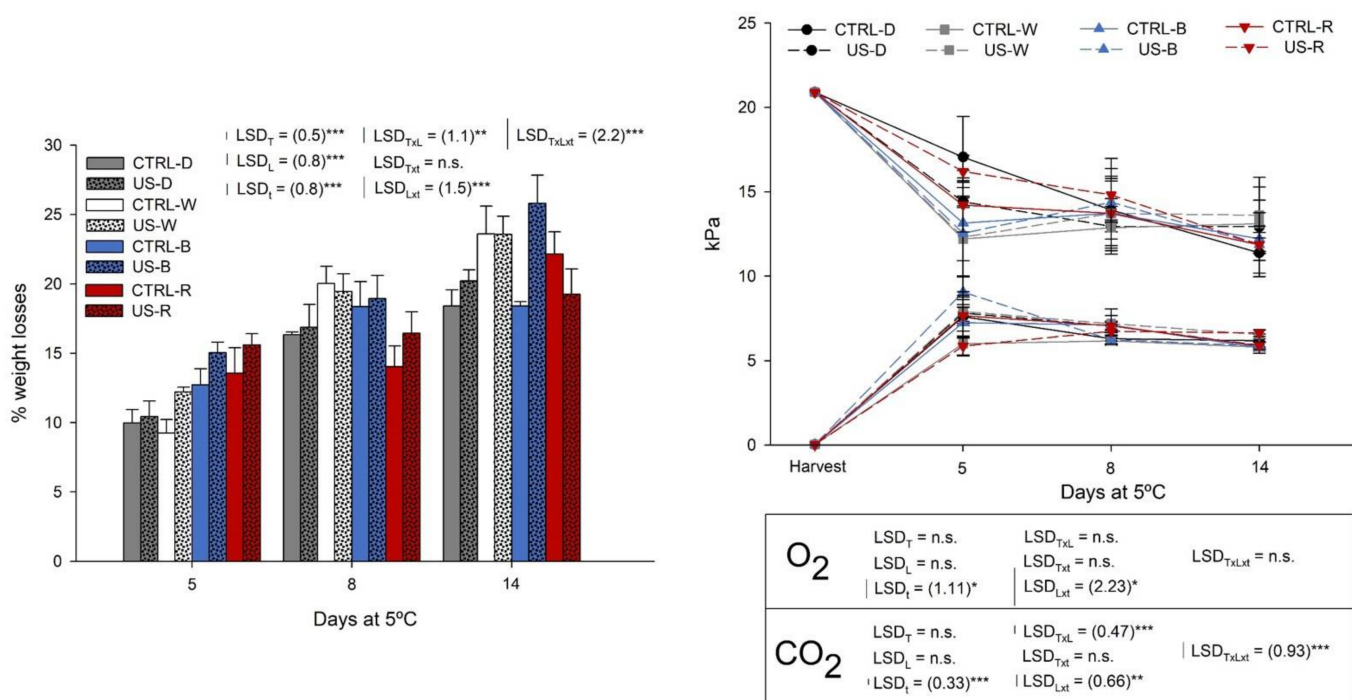 LSD_T = (0.5)***
LSD_TxL = (1.1)**
LSD_TxLxt = (2.2)***
LSD_L = (0.8)***
LSD_Txt = n.s.
LSD_t = (0.8)***
LSD_Lxt = (1.5)***
CTRL-D
US-D
CTRL-W
US-W
CTRL-B
US-B
CTRL-R
US-R
% weight losses
30
25
20
15
10
5
0
5 8 14
Days at 5ºC
CTRL-D CTRL-W CTRL-B CTRL-R
US-D US-W US-B US-R
kPa
25
20
15
10
5
0
Harvest 5 8 14
Days at 5ºC
O2
LSD_T = n.s.
LSD_TxL = n.s.
LSD_L = n.s.
LSD_Txt = n.s.
LSD_TxLxt = n.s.
LSD_t = (1.11)*
LSD_Lxt = (2.23)*
CO2
LSD_T = n.s.
LSD_TxL = (0.47)***
LSD_L = n.s.
LSD_Txt = n.s.
LSD_TxLxt = (0.93)***
LSD_t = (0.33)***
LSD_Lxt = (0.66)**